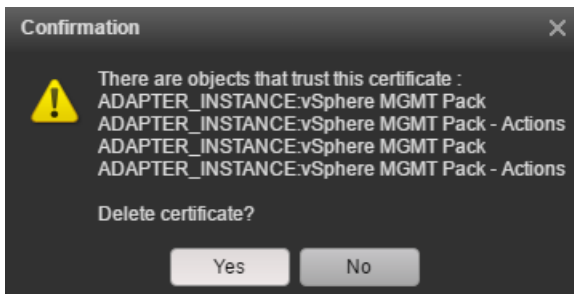 Confirmation
There are objects that trust this certificate :
ADAPTER_INSTANCE:vSphere MGMT Pack
ADAPTER_INSTANCE:vSphere MGMT Pack - Actions
ADAPTER_INSTANCE:vSphere MGMT Pack
ADAPTER_INSTANCE:vSphere MGMT Pack - Actions
Delete certificate?
Yes No